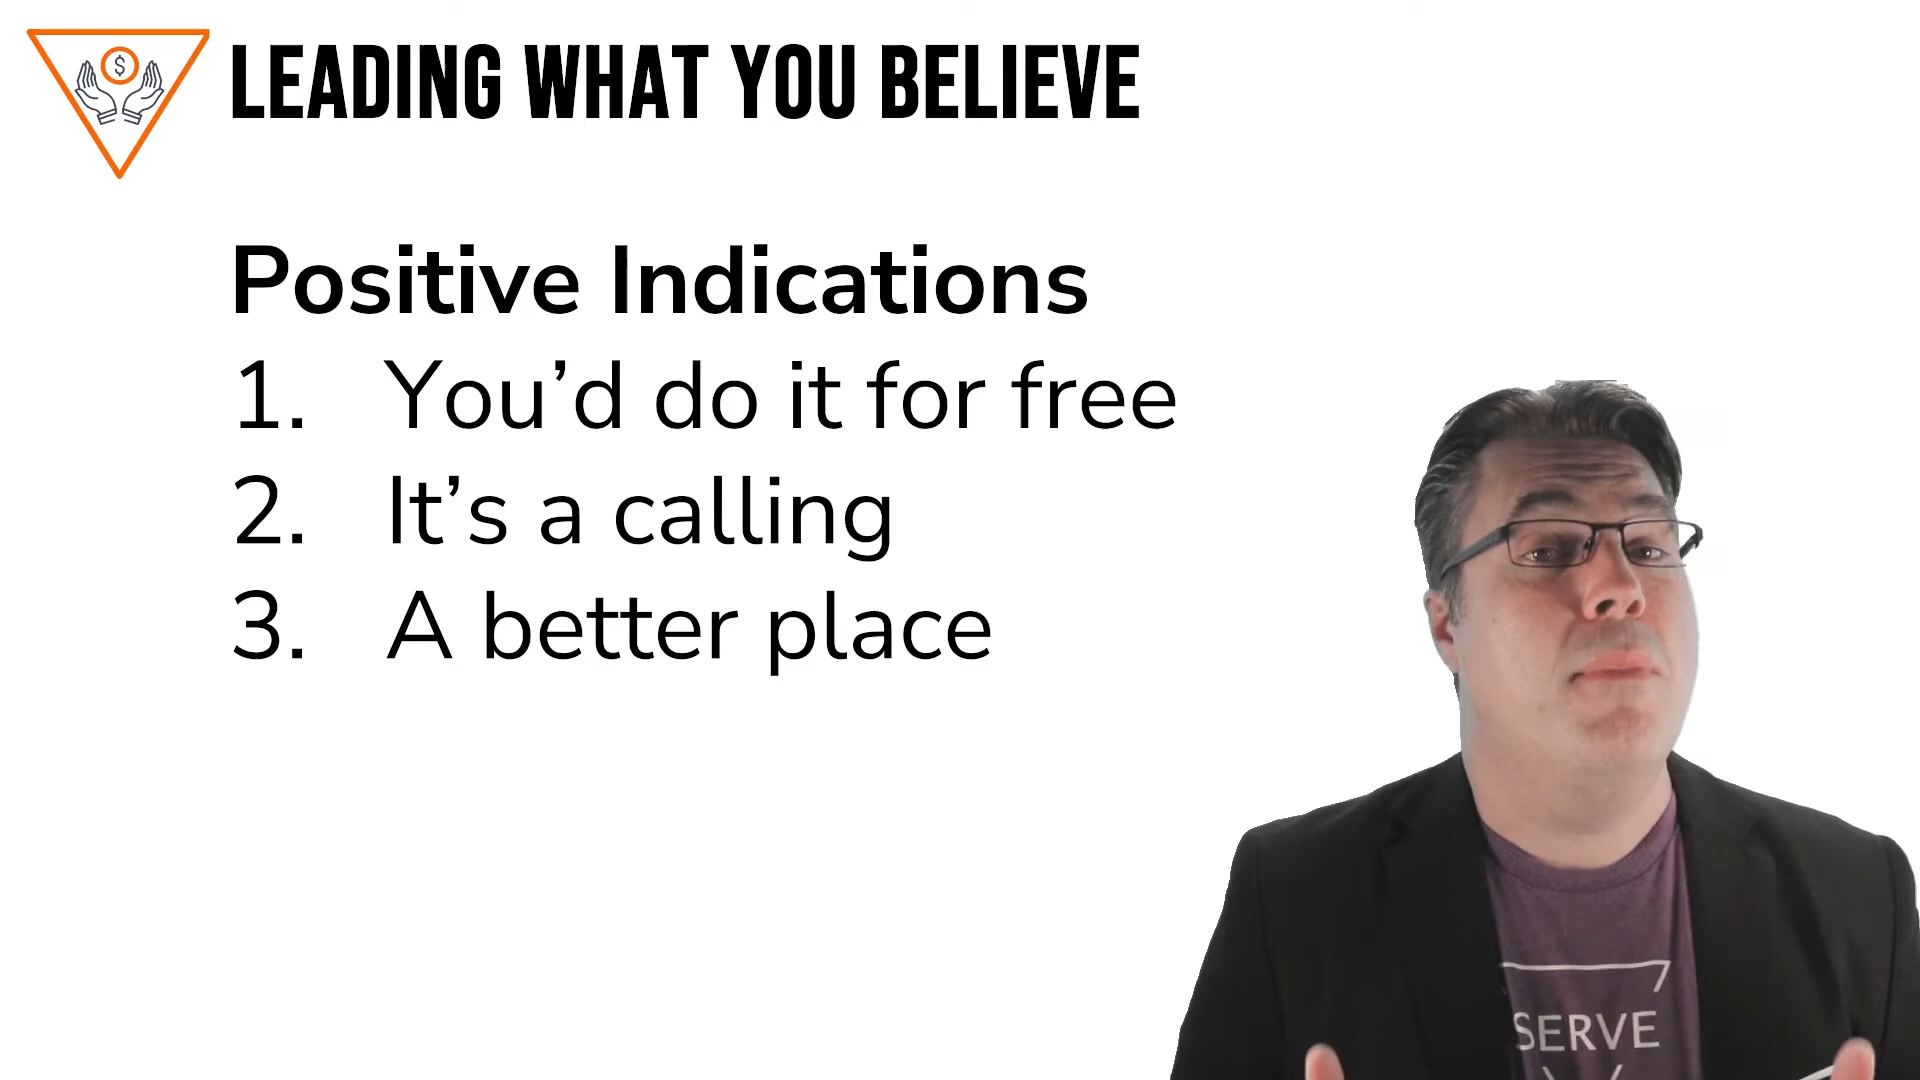 $
LEADING WHAT YOU BELIEVE
Positive Indications
1. You’d do it for free
2. It’s a calling
3. A better place
SERVE